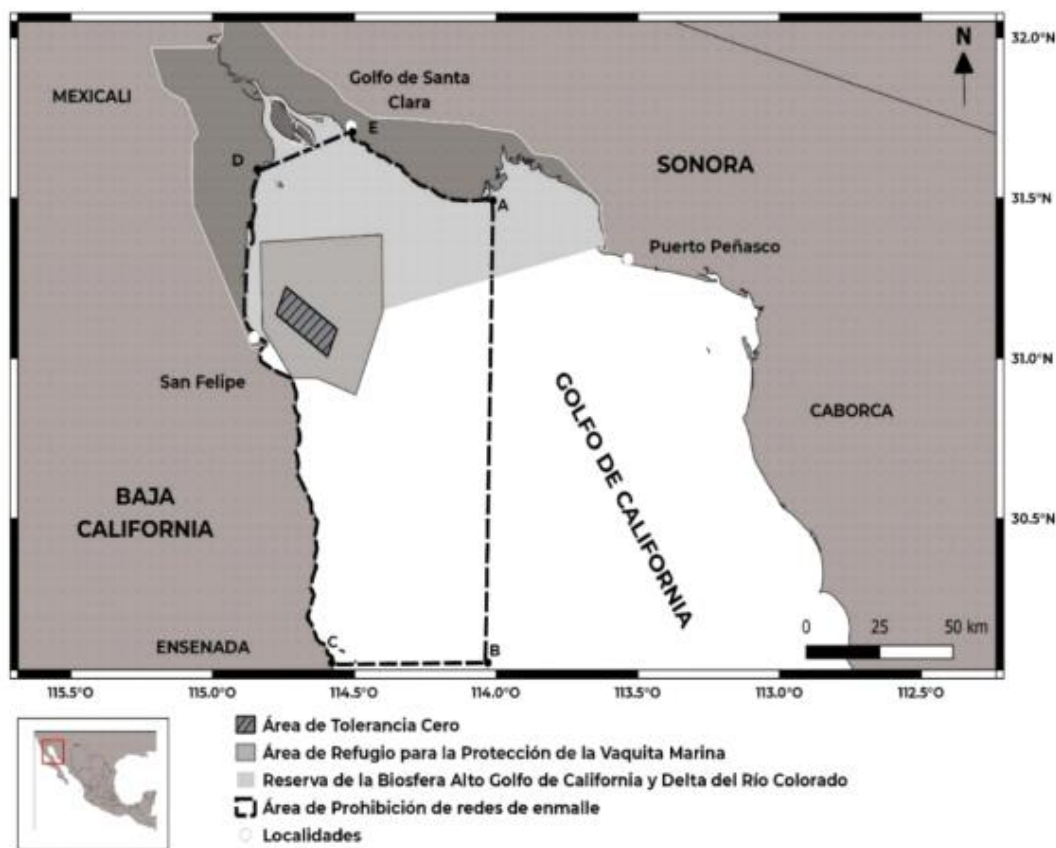 32.0°N
N
Golfo de Santa
Clara
MEXICALI
E
D
SONORA
31.5°N
A
Puerto Peñasco
31.0°N
San Felipe
GOLFO DE CALIFORNIA
CABORCA
BAJA
CALIFORNIA
30.5°N
ENSENADA
C
B
0 25 50 km
115.5°O 115.0°O 114.5°O 114.0°O 113.5°O 113.0°O 112.5°O
Área de Tolerancia Cero
Área de Refugio para la Protección de la Vaquita Marina
Reserva de la Biosfera Alto Golfo de California y Delta del Río Colorado
Área de Prohibición de redes de enmalle
Localidades